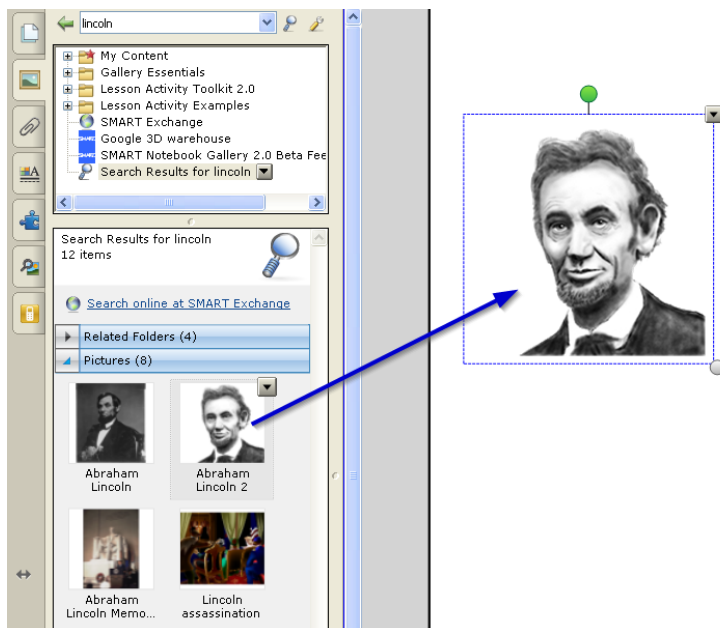 lincoln
My Content
Gallery Essentials
Lesson Activity Toolkit 2.0
Lesson Activity Examples
SMART Exchange
Google 3D warehouse
SMART Notebook Gallery 2.0 Beta Fee
Search Results for lincoln
Search Results for lincoln
12 items
Search online at SMART Exchange
Related Folders (4)
Pictures (8)
Abraham
Lincoln
Abraham
Lincoln 2
Abraham
Lincoln Memo...
Lincoln
assassination